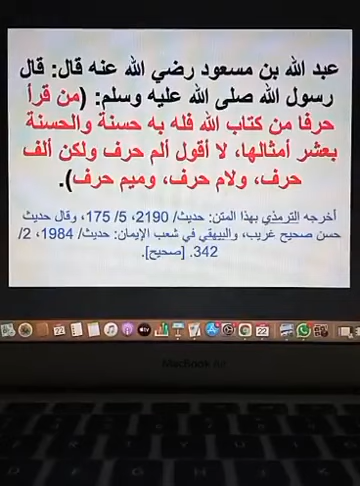 عبد الله بن مسعود رضي الله عنه قال: قال
رسول الله صلى الله عليه وسلم: (من قرأ
حرفا من كتاب الله فله به حسنة والحسنة
بعشر أمثالها، لا أقول ألم حرف ولكن ألف
حرف، ولام حرف، وميم حرف).
أخرجه الترمذي بهذا المتن: حديث/ 2190، 5/ 175، وقال حديث
حسن صحيح غريب، والبيهقي في شعب الإيمان: حديث/ 1984، 2/
342. [صحيح].
22
tv
22
MacBook Air